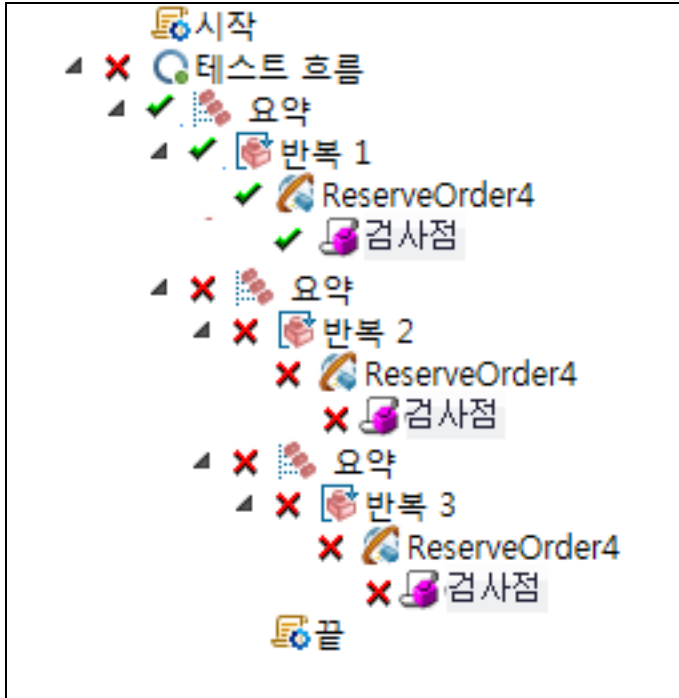 시작
테스트 흐름
요약
반복 1
ReserveOrder4
검사점
요약
반복 2
ReserveOrder4
검사점
요약
반복 3
ReserveOrder4
검사점
끝